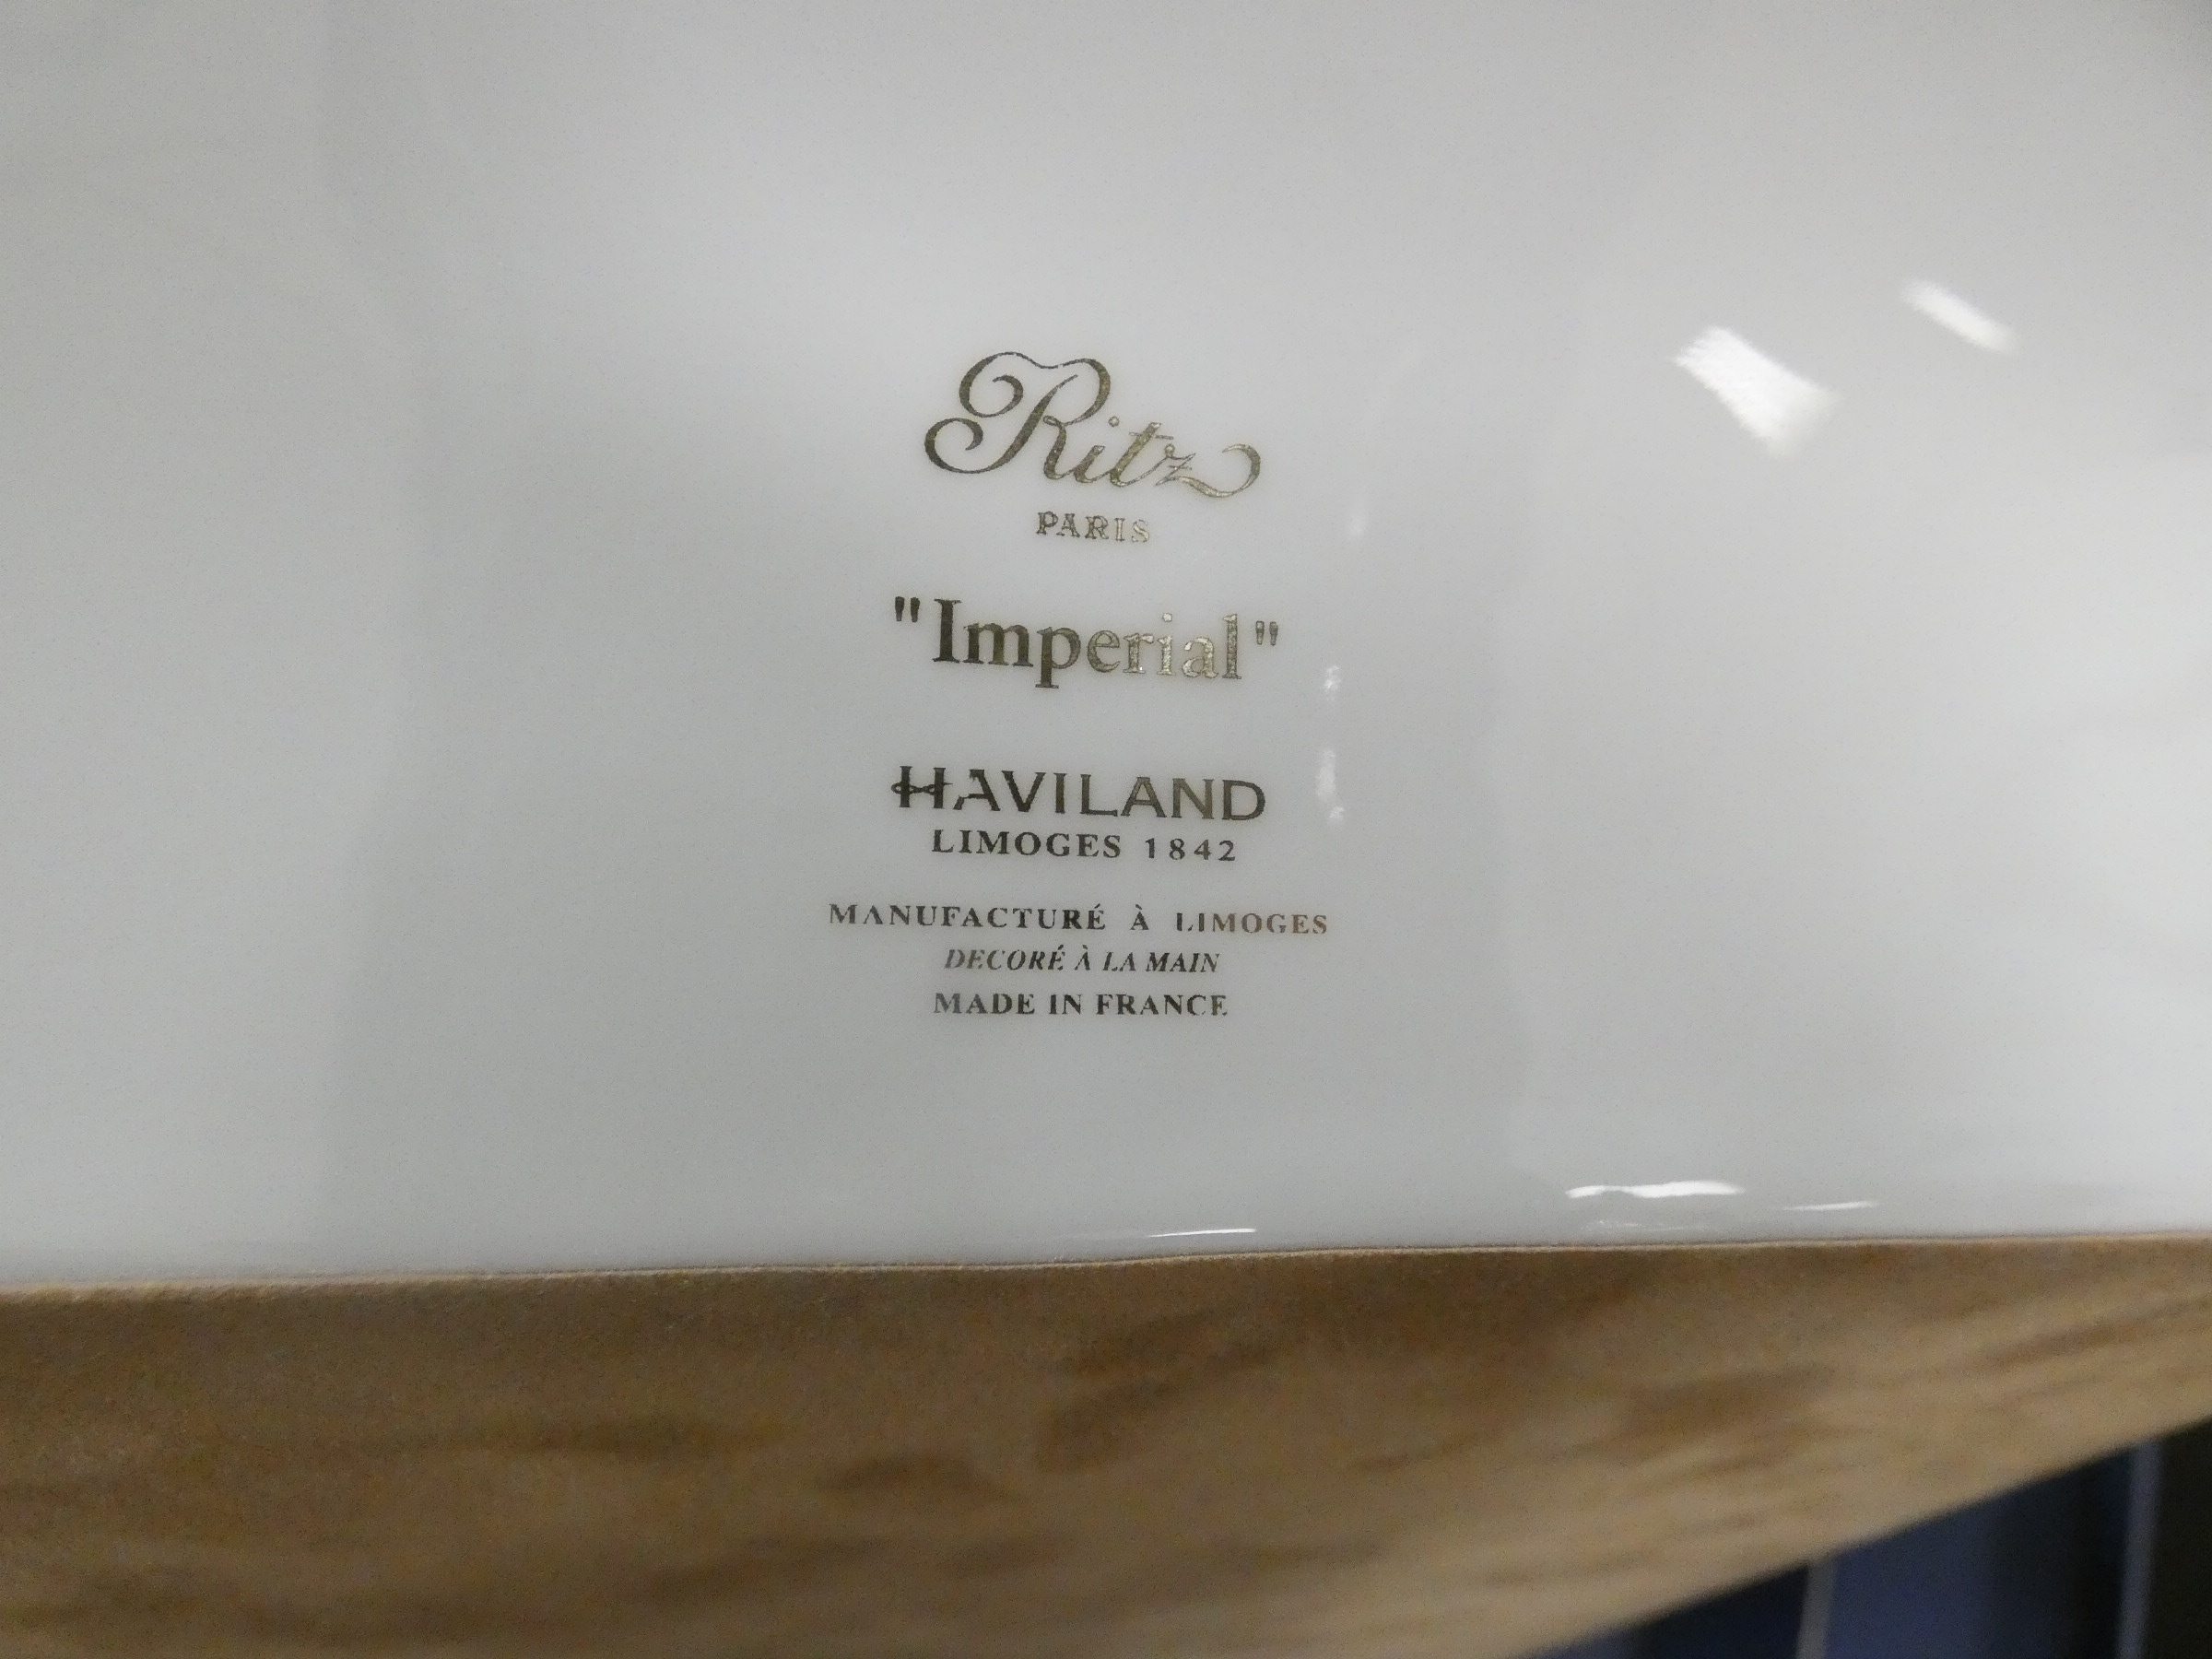 Ritz
PARIS
"Imperial"
HAVILAND
LIMOGES 1842
MANUFACTURÉ À LIMOGES
DECORÉ À LA MAIN
MADE IN FRANCE